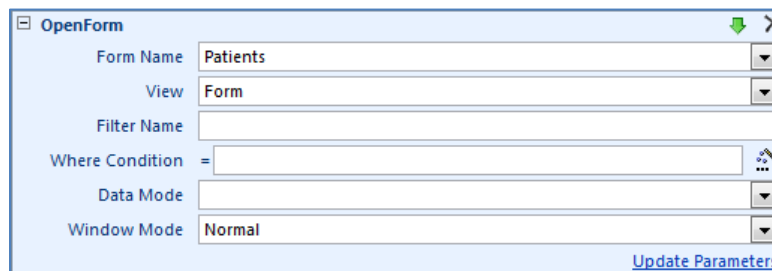 OpenForm
Form Name Patients
View Form
Filter Name
Where Condition =
Data Mode
Window Mode Normal
Update Parameters